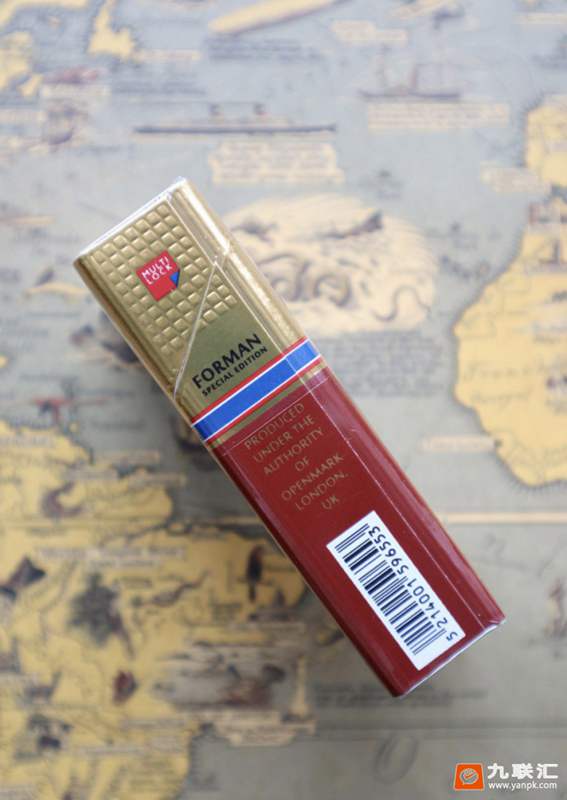 MULTI
LOCK
FORMAN
SPECIAL EDITION
PRODUCED
UNDER THE
AUTHORITY
OF
OPENMARK
LONDON,
UK
5 214001 596553
九联汇
www.yanpk.com